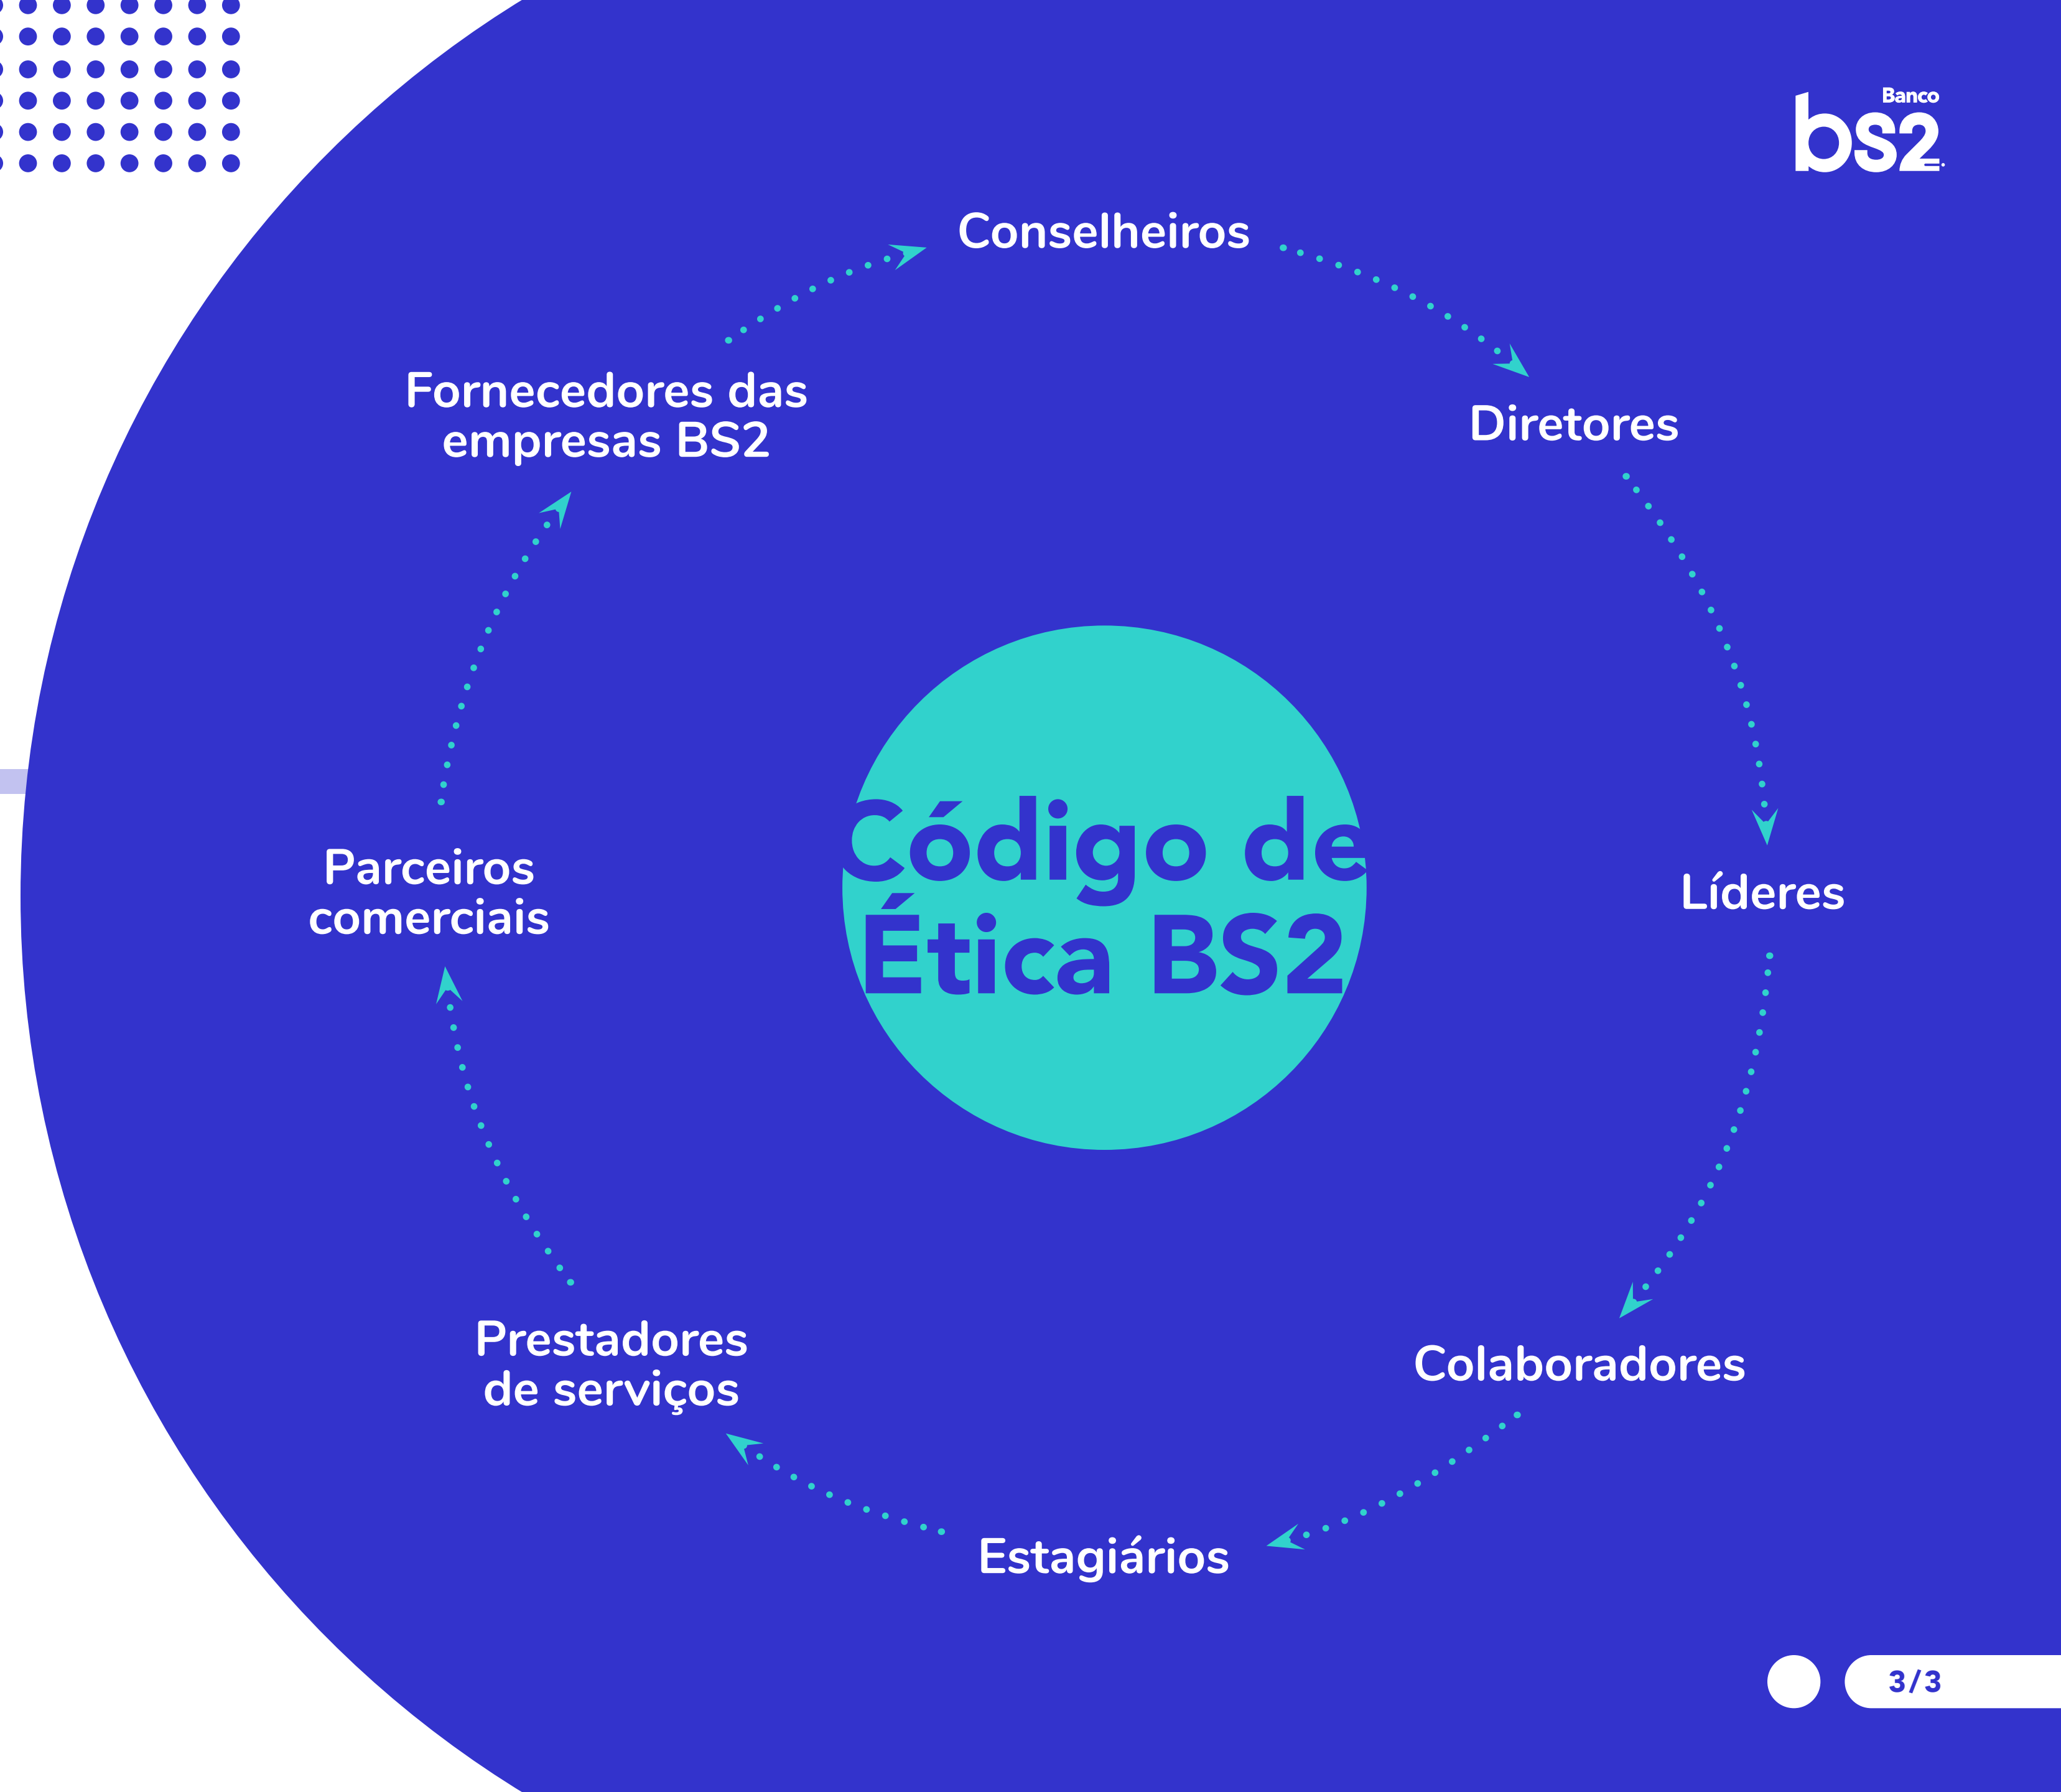 Banco
bs2.
Conselheiros
Diretores
Líderes
Colaboradores
Estagiários
Prestadores
de serviços
Parceiros
comerciais
Fornecedores das
empresas BS2
Código de
Ética BS2
3/3